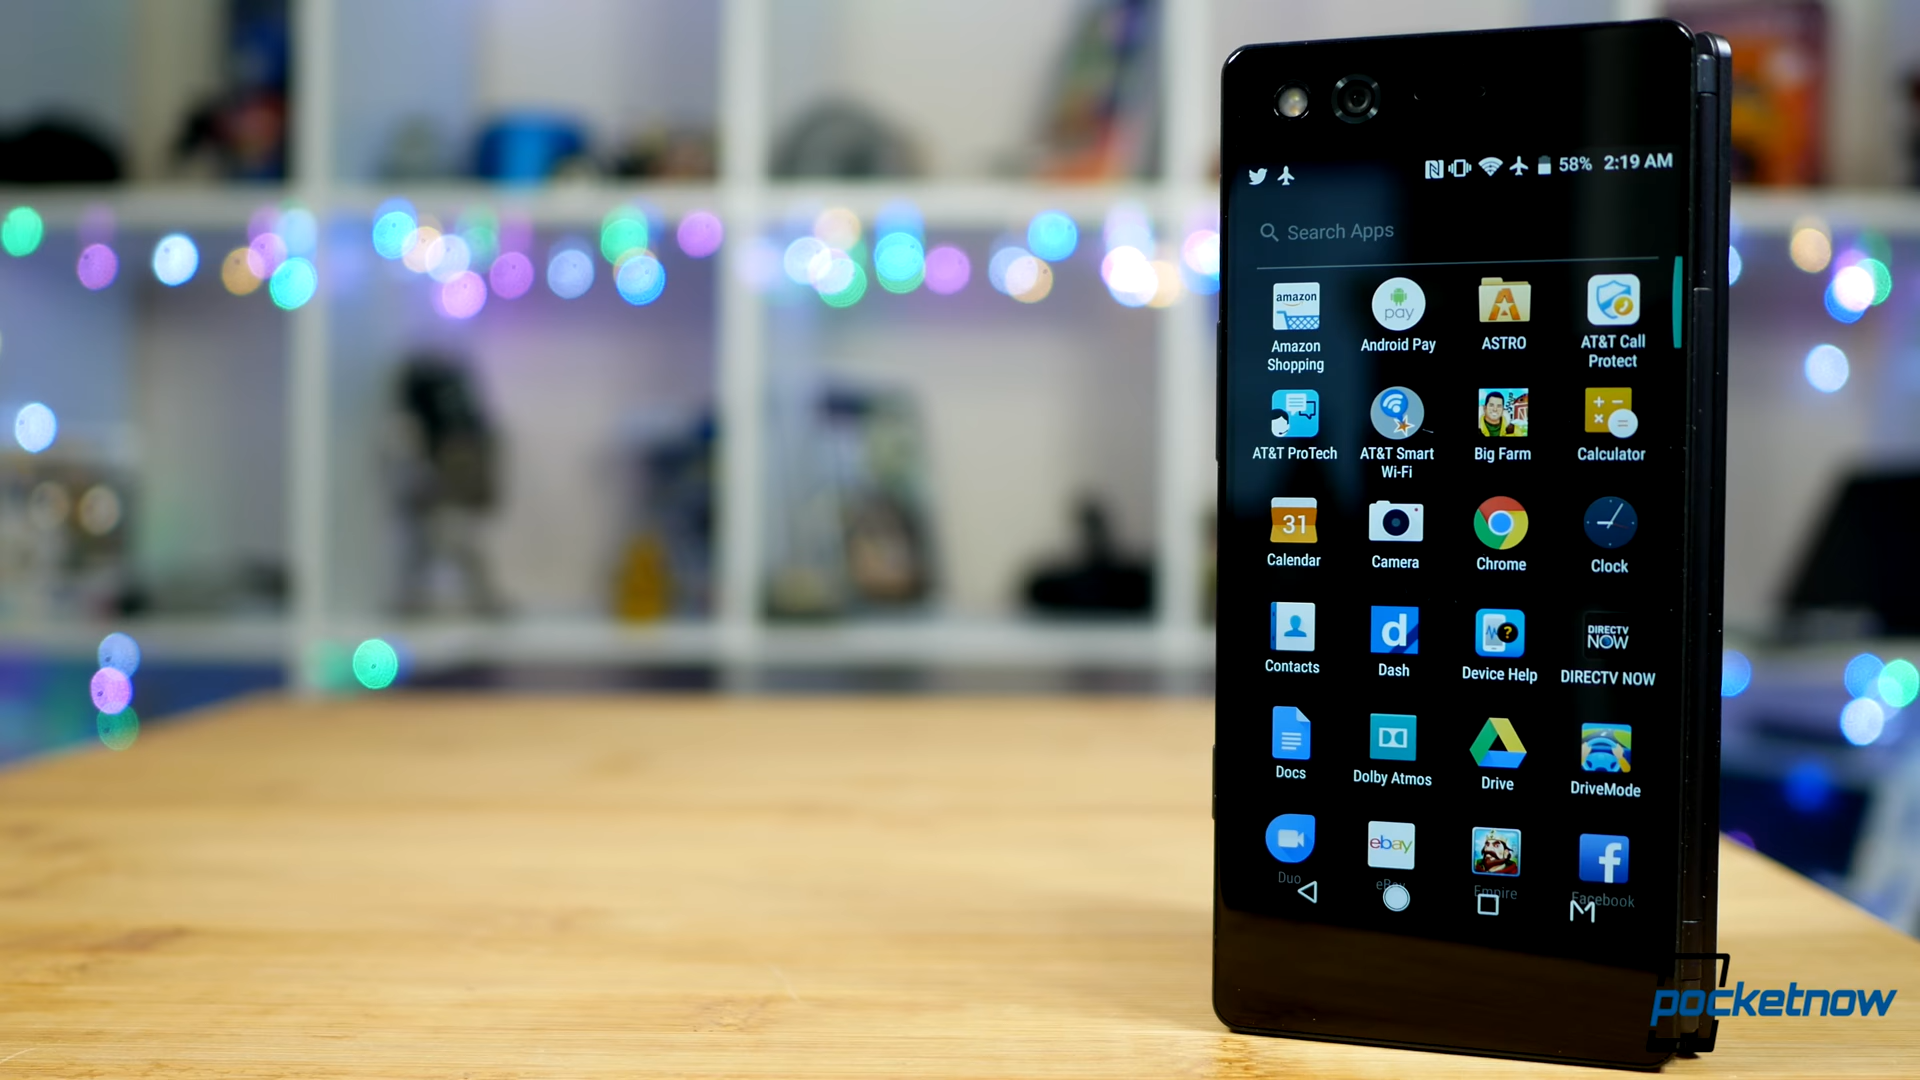 58% 2:19 AM
Search Apps
amazon
pay
Amazon
Shopping
Android Pay
ASTRO
AT&T Call
Protect
AT&T ProTech
AT&T Smart
Wi-Fi
Big Farm
Calculator
31
Calendar
Camera
Chrome
Clock
d
DIRECTV
NOW
Contacts
Dash
Device Help
DIRECTV NOW
Docs
Dolby Atmos
Drive
DriveMode
ebay
f
Duo
eBay
Empire
Facebook
M
pocketnow